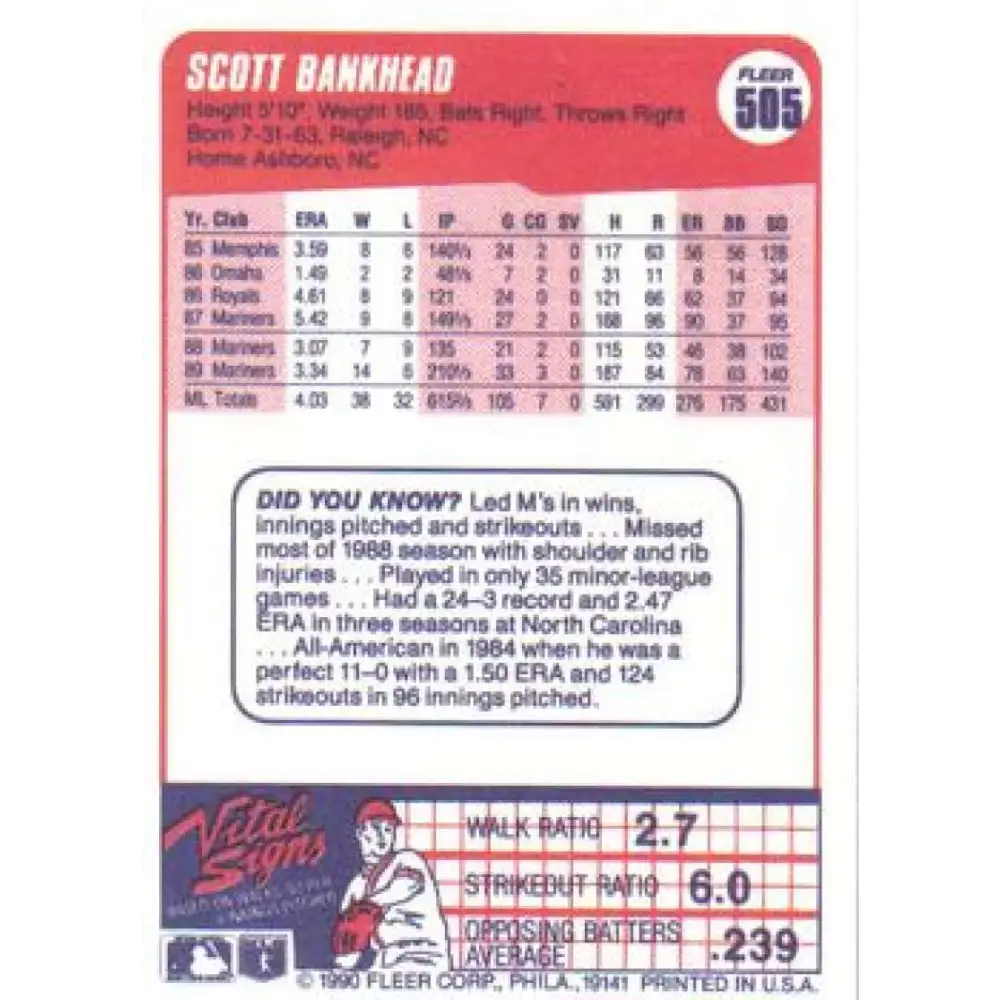 SCOTT BANKHEAD
FLEER
505
Height 5'10", Weight 185, Bats Right, Throws Right
Born 7-31-63, Raleigh, NC
Home Ashboro, NC
Yr. Club ERA W L IP G CG SV H R ER BB SO
85 Memphis 3.59 8 6 140⅓ 24 2 0 117 63 56 56 128
86 Omaha 1.49 2 2 48⅓ 7 2 0 31 11 8 14 34
86 Royals 4.61 8 9 121 24 0 0 121 66 62 37 94
87 Mariners 5.42 9 8 149⅓ 27 2 0 168 96 90 37 95
88 Mariners 3.07 7 9 135 21 2 0 115 53 46 38 102
89 Mariners 3.34 14 6 210⅓ 33 3 0 187 84 78 63 140
ML Totals 4.03 38 32 615⅔ 105 7 0 591 299 276 175 431
DID YOU KNOW? Led M's in wins,
innings pitched and strikeouts . . . Missed
most of 1988 season with shoulder and rib
injuries . . . Played in only 35 minor-league
games . . . Had a 24–3 record and 2.47
ERA in three seasons at North Carolina
. . . All-American in 1984 when he was a
perfect 11–0 with a 1.50 ERA and 124
strikeouts in 96 innings pitched.
Vital
Signs
WALK RATIO 2.7
STRIKEOUT RATIO 6.0
OPPOSING BATTERS
AVERAGE .239
© 1990 FLEER CORP., PHILA., 19141 PRINTED IN U.S.A.